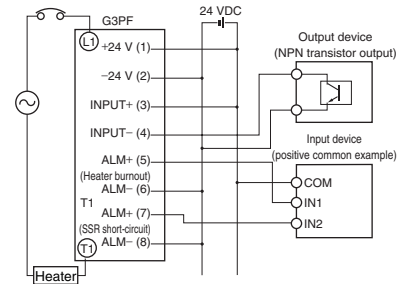 G3PF
24 VDC
L1
+24 V (1)
−24 V (2)
INPUT+ (3)
INPUT− (4)
ALM+ (5)
(Heater burnout)
ALM− (6)
T1
ALM+ (7)
(SSR short-circuit)
T1
ALM− (8)
Heater
Output device
(NPN transistor output)
Input device
(positive common example)
COM
IN1
IN2